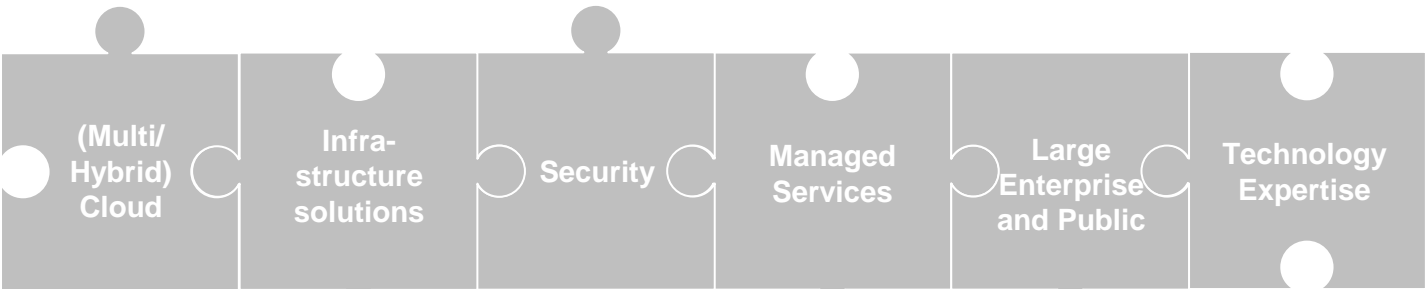 (Multi/
Hybrid)
Cloud
Infra-
structure
solutions
Security
Managed
Services
Large
Enterprise
and Public
Technology
Expertise